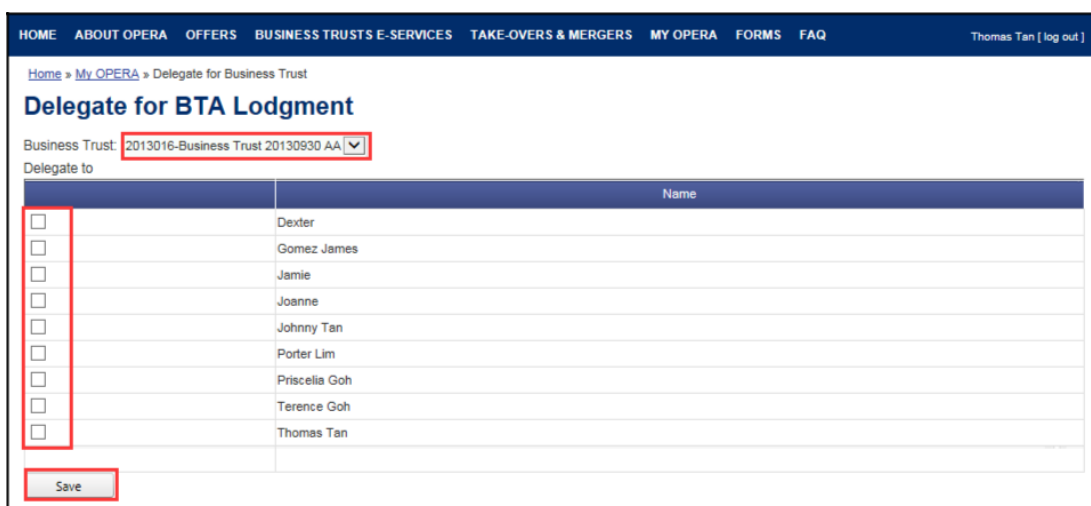 HOME ABOUT OPERA OFFERS BUSINESS TRUSTS E-SERVICES TAKE-OVERS & MERGERS MY OPERA FORMS FAQ Thomas Tan [ log out ]
Home » My OPERA » Delegate for Business Trust
Delegate for BTA Lodgment
Business Trust: 2013016-Business Trust 20130930 AA
Delegate to
Name
Dexter
Gomez James
Jamie
Joanne
Johnny Tan
Porter Lim
Priscelia Goh
Terence Goh
Thomas Tan
Save